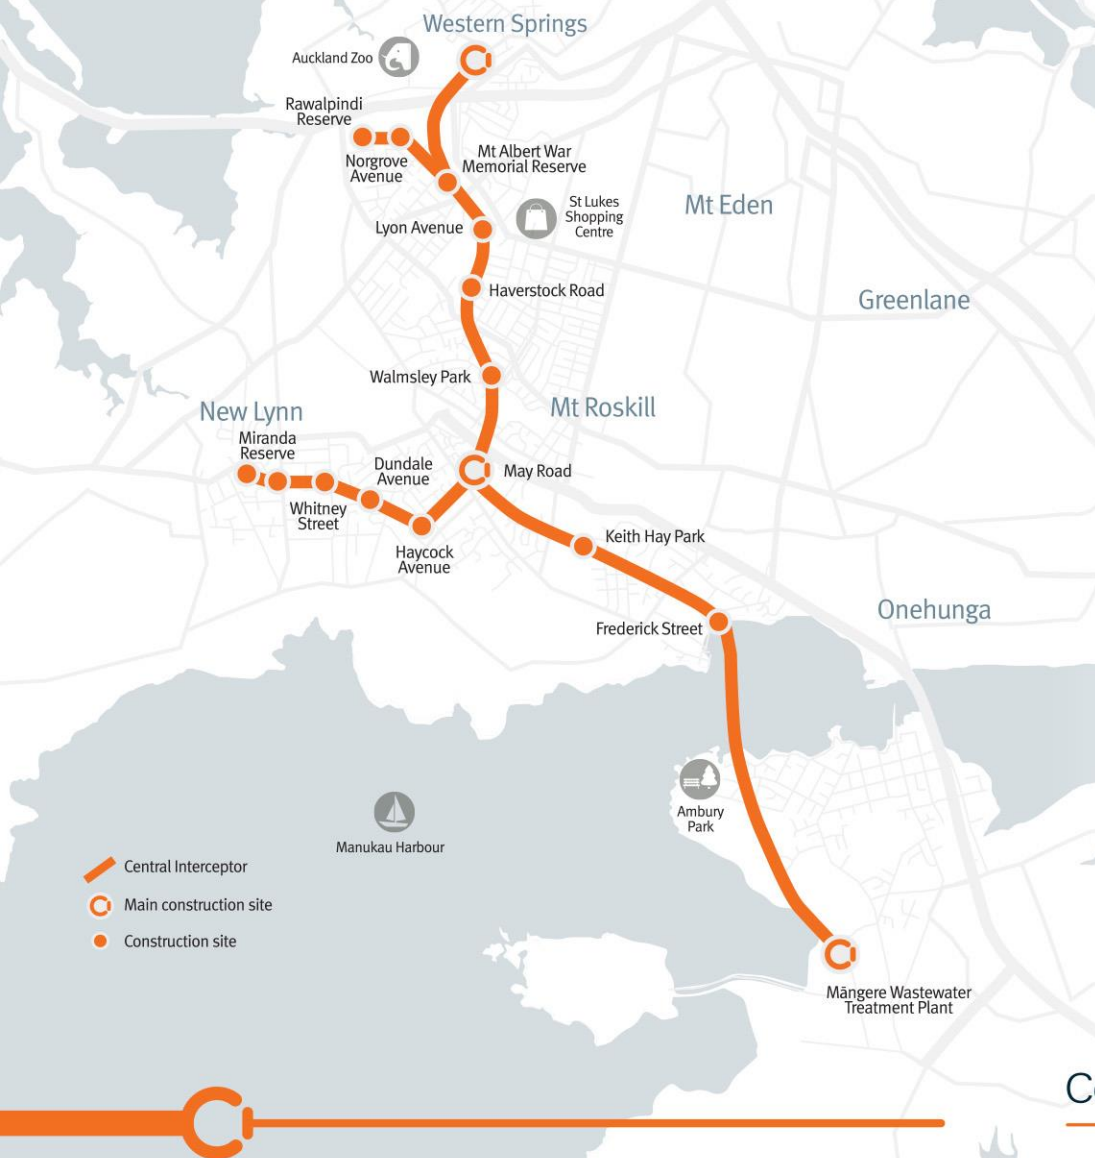 Western Springs
Auckland Zoo
Rawalpindi
Reserve
Norgrove
Avenue
Mt Albert War
Memorial Reserve
Lyon Avenue
St Lukes
Shopping
Centre
Mt Eden
Haverstock Road
Greenlane
Walmsley Park
Mt Roskill
New Lynn
Miranda
Reserve
Dundale
Avenue
May Road
Whitney
Street
Haycock
Avenue
Keith Hay Park
Frederick Street
Onehunga
Ambury
Park
Manukau Harbour
Central Interceptor
Main construction site
Construction site
Māngere Wastewater
Treatment Plant